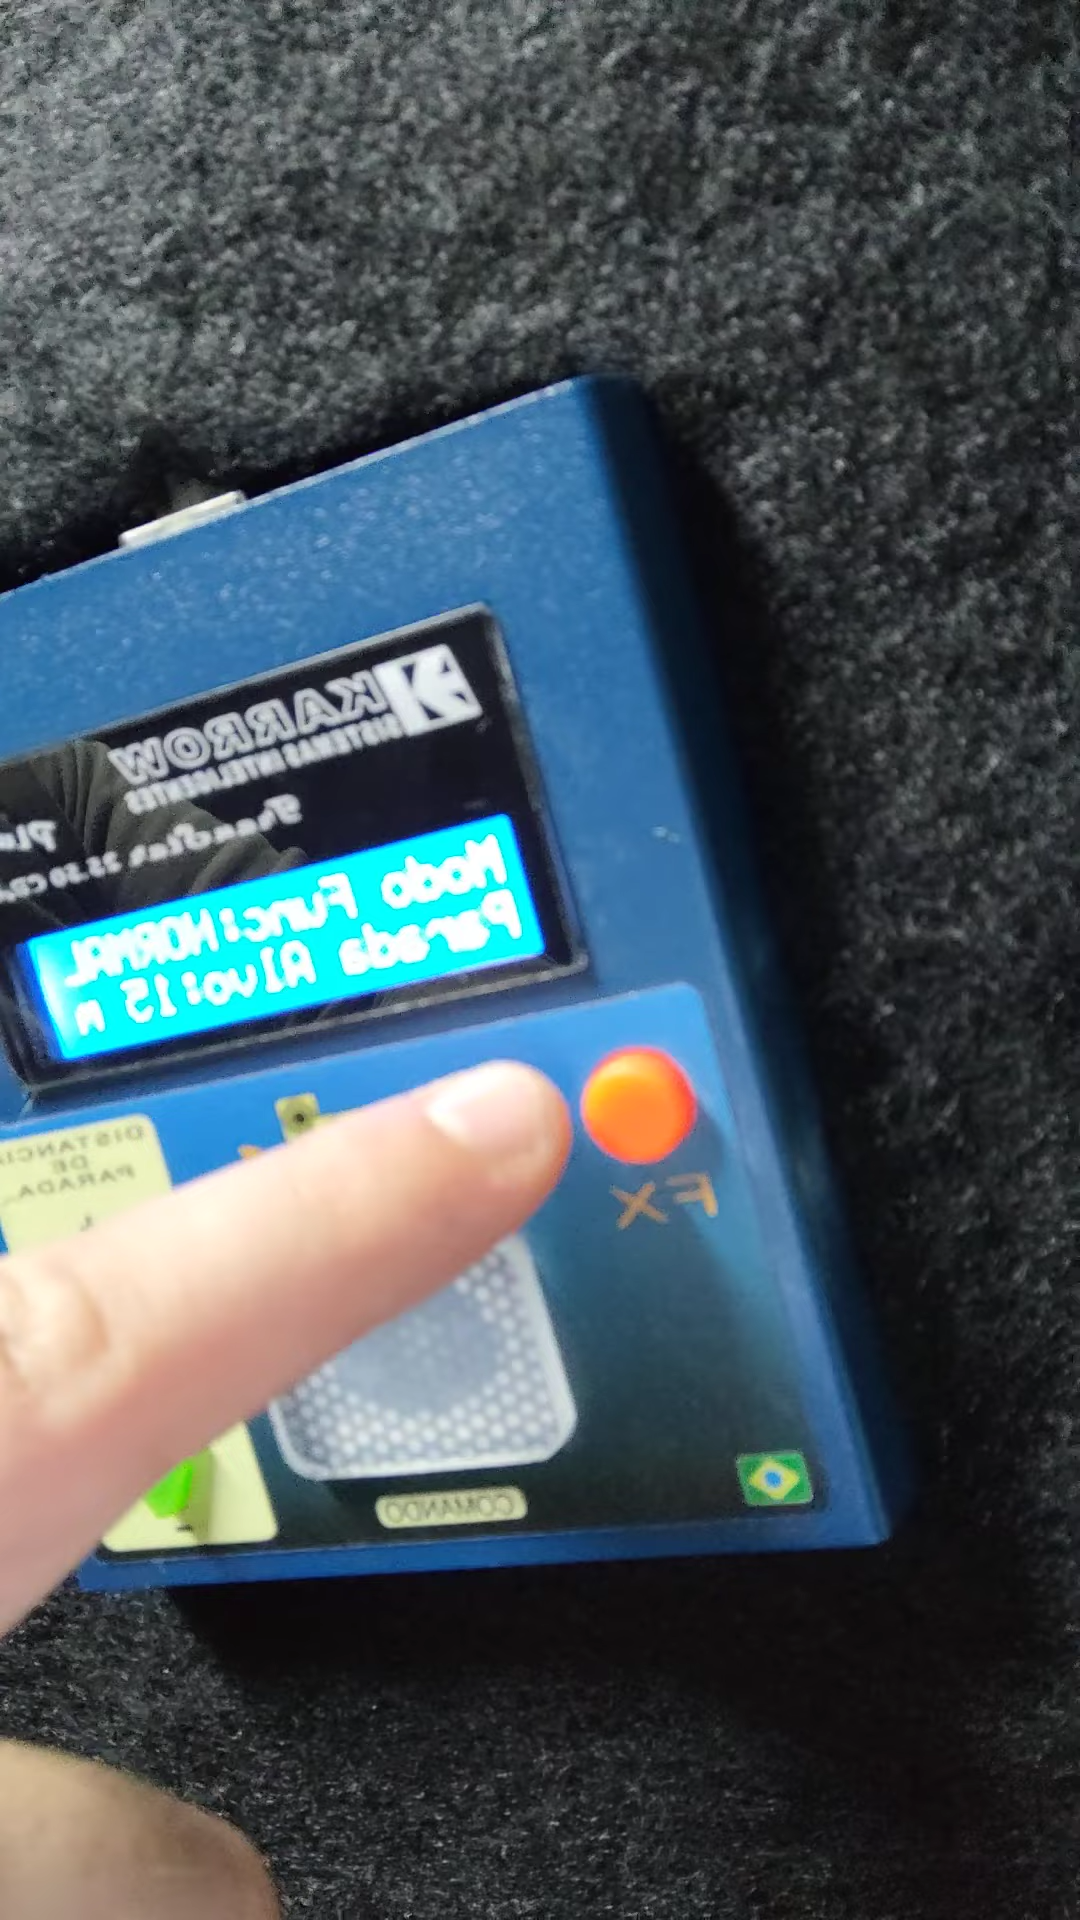 KARROW
SISTEMAS INTELIGENTES
Modo Func:NORMAL
Parada Alvo:15 m
FX
DISTANCIA
DE
PARADA
COMANDO